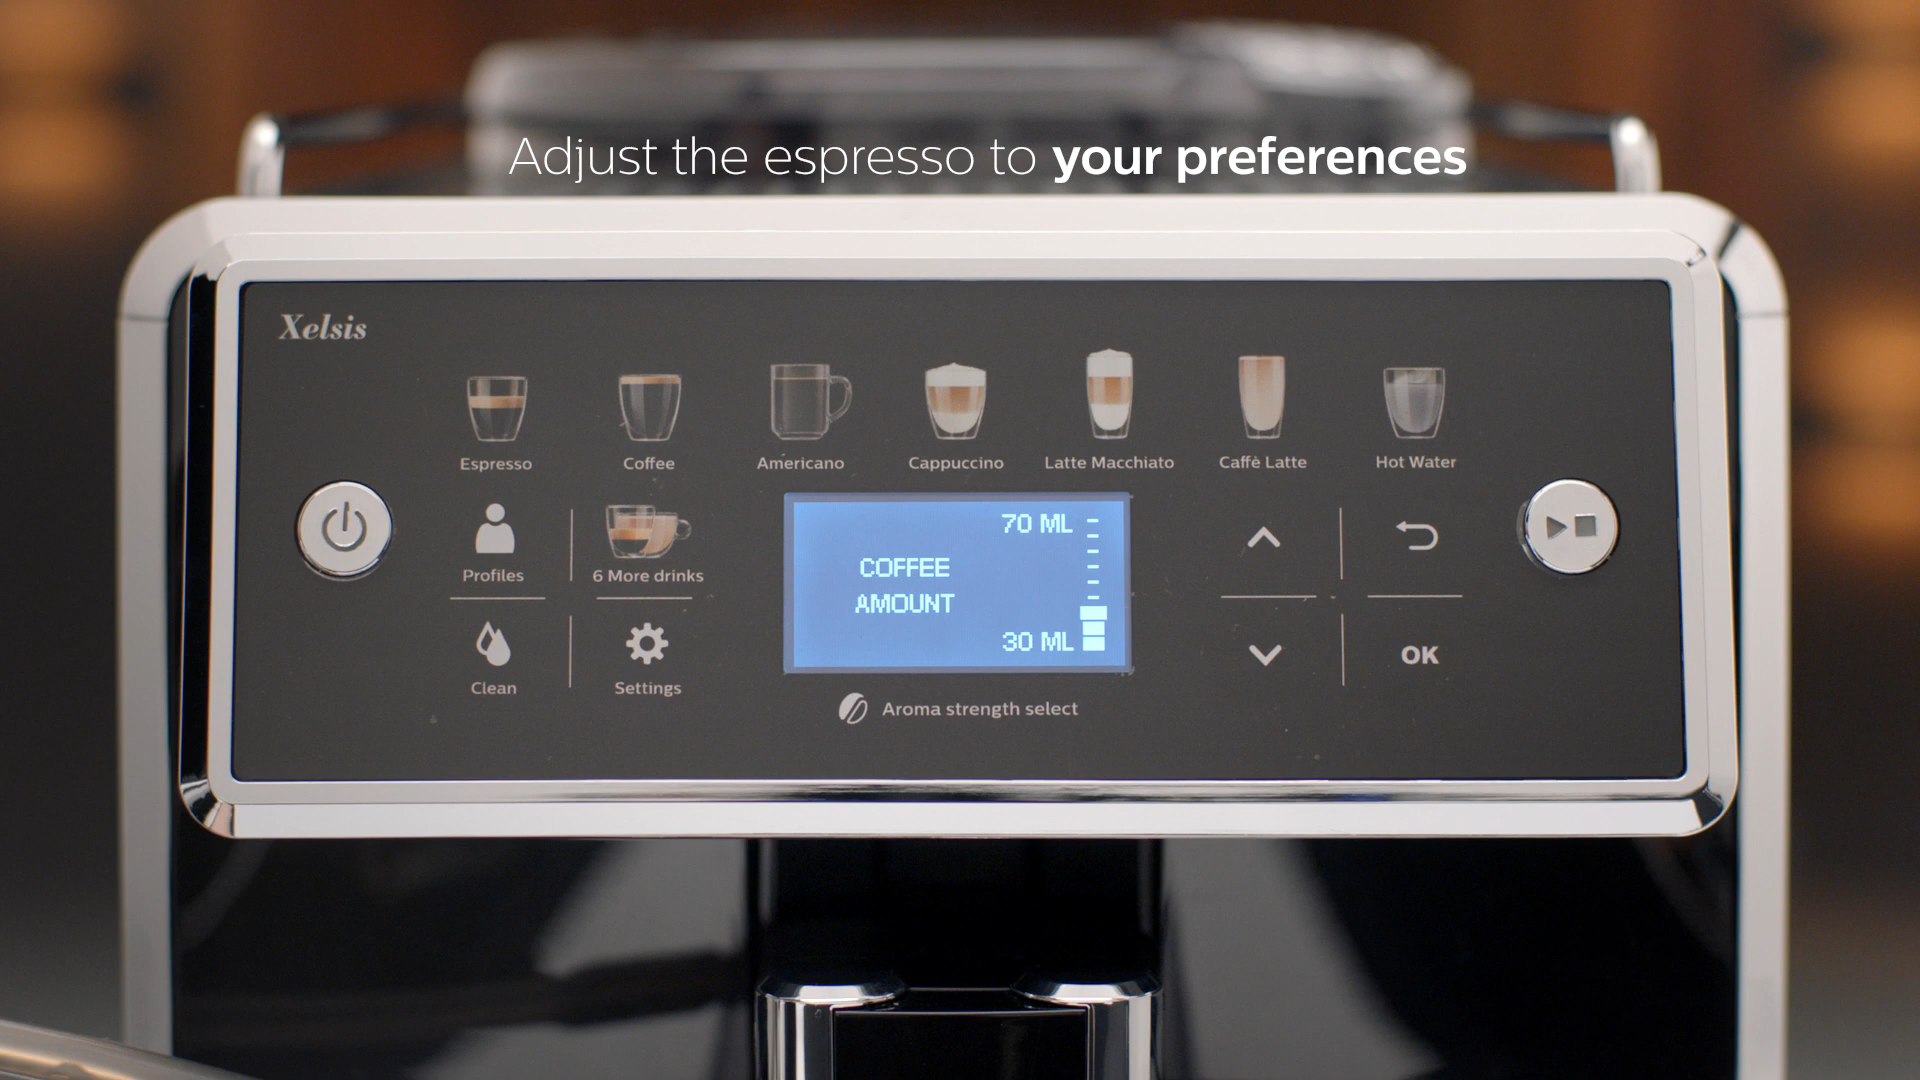 Adjust the espresso to your preferences
Xelsis
Espresso
Coffee
Americano
Cappuccino
Latte Macchiato
Caffè Latte
Hot Water
Profiles
6 More drinks
70 ML
COFFEE
AMOUNT
30 ML
Clean
Settings
OK
Aroma strength select